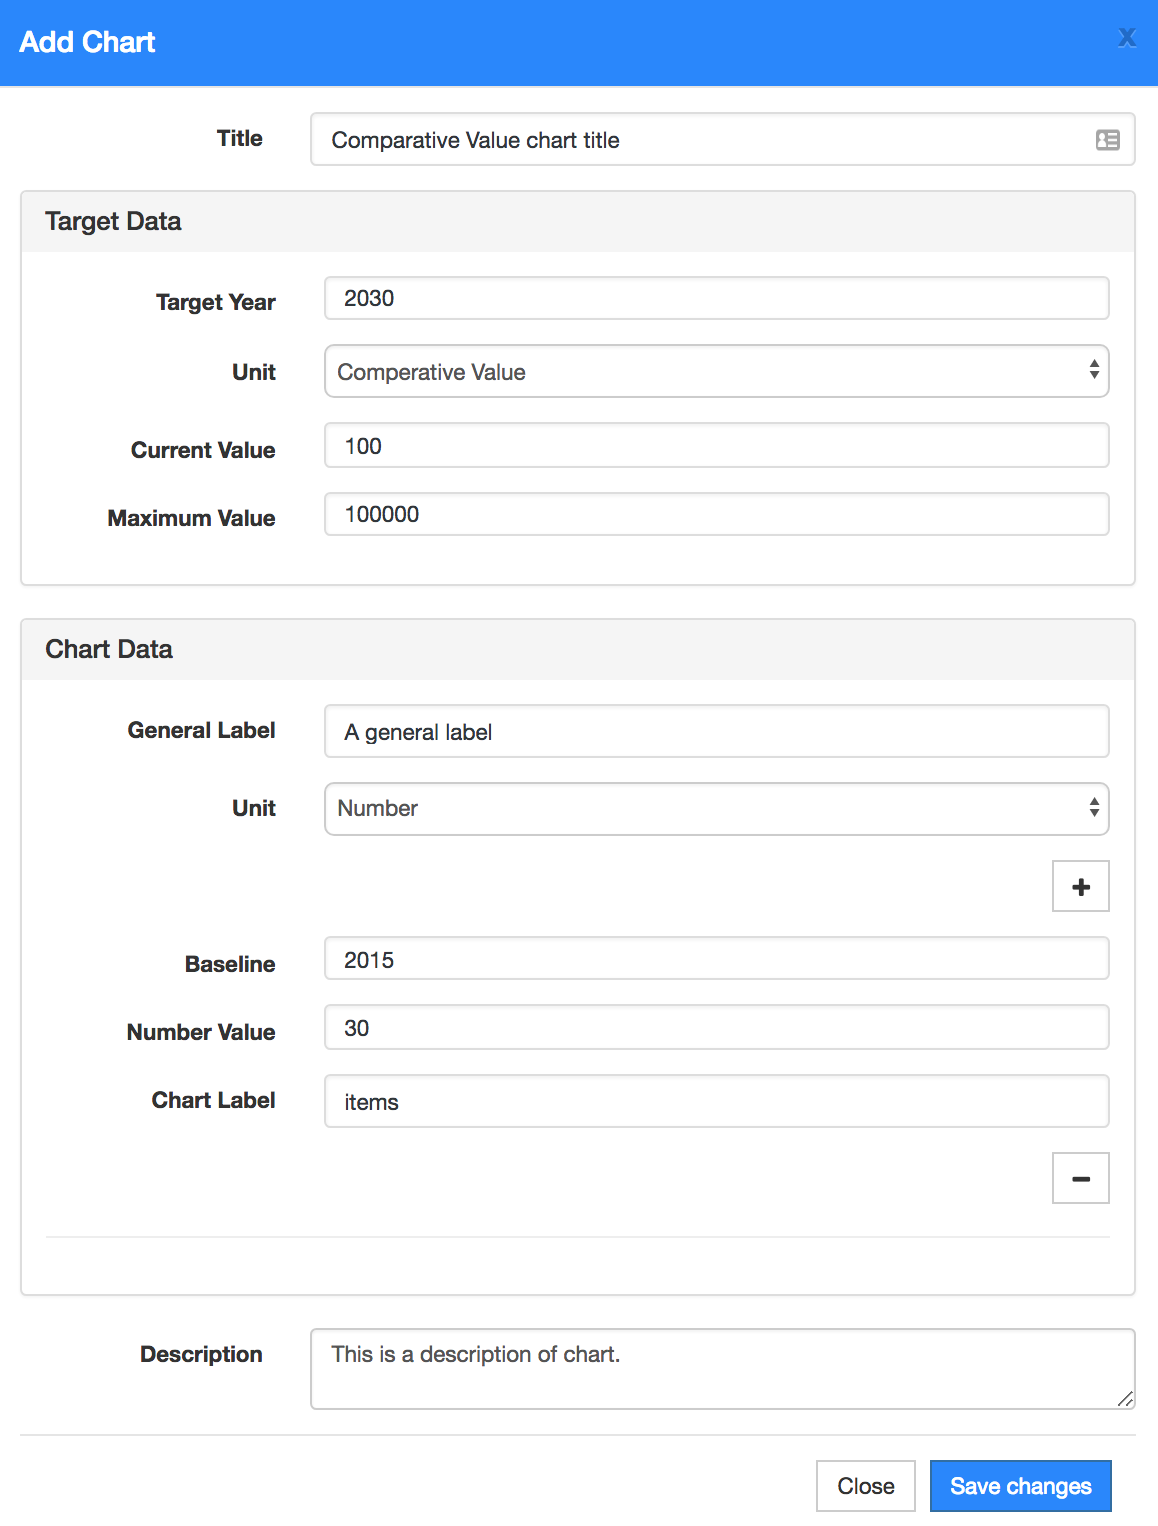 Add Chart
X
Title
Comparative Value chart title
Target Data
Target Year
2030
Unit
Comperative Value
Current Value
100
Maximum Value
100000
Chart Data
General Label
A general label
Unit
Number
+
Baseline
2015
Number Value
30
Chart Label
items
−
Description
This is a description of chart.
Close
Save changes